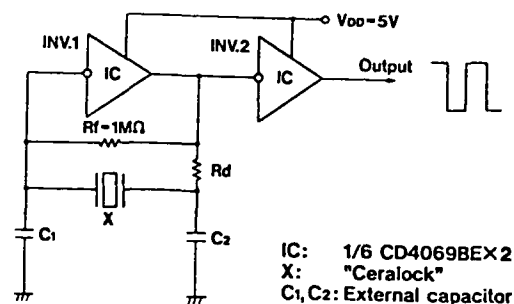 VDD=5V
INV.1
INV.2
IC
IC
Output
Rf=1MΩ
Rd
X
C1
C2
IC: 1/6 CD4069BE×2
X: "Ceralock"
C1, C2: External capacitor